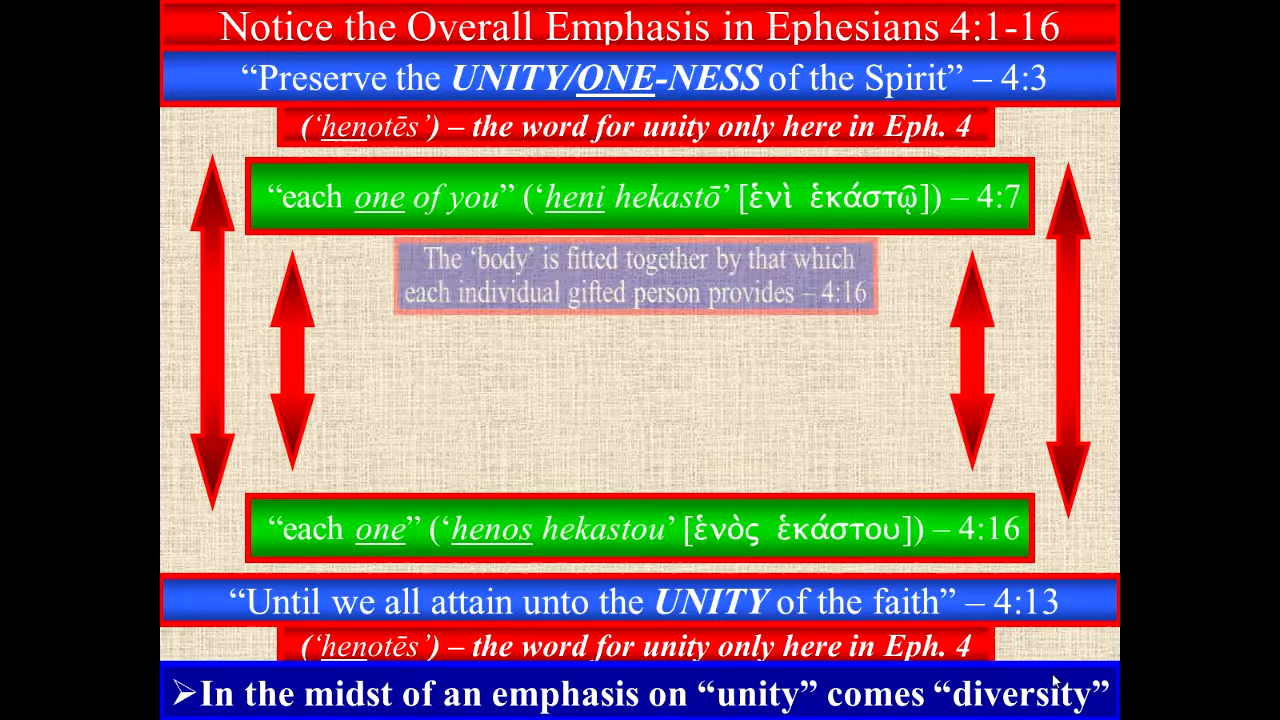 Notice the Overall Emphasis in Ephesians 4:1-16
“Preserve the UNITY/ONE-NESS of the Spirit” – 4:3
(‘henotēs’) – the word for unity only here in Eph. 4
“each one of you” (‘heni hekastō’ [ἑνὶ ἑκάστῳ]) – 4:7
The ‘body’ is fitted together by that which
each individual gifted person provides – 4:16
“each one” (‘henos hekastou’ [ἑνὸς ἑκάστου]) – 4:16
“Until we all attain unto the UNITY of the faith” – 4:13
(‘henotēs’) – the word for unity only here in Eph. 4
➢In the midst of an emphasis on “unity” comes “diversity”